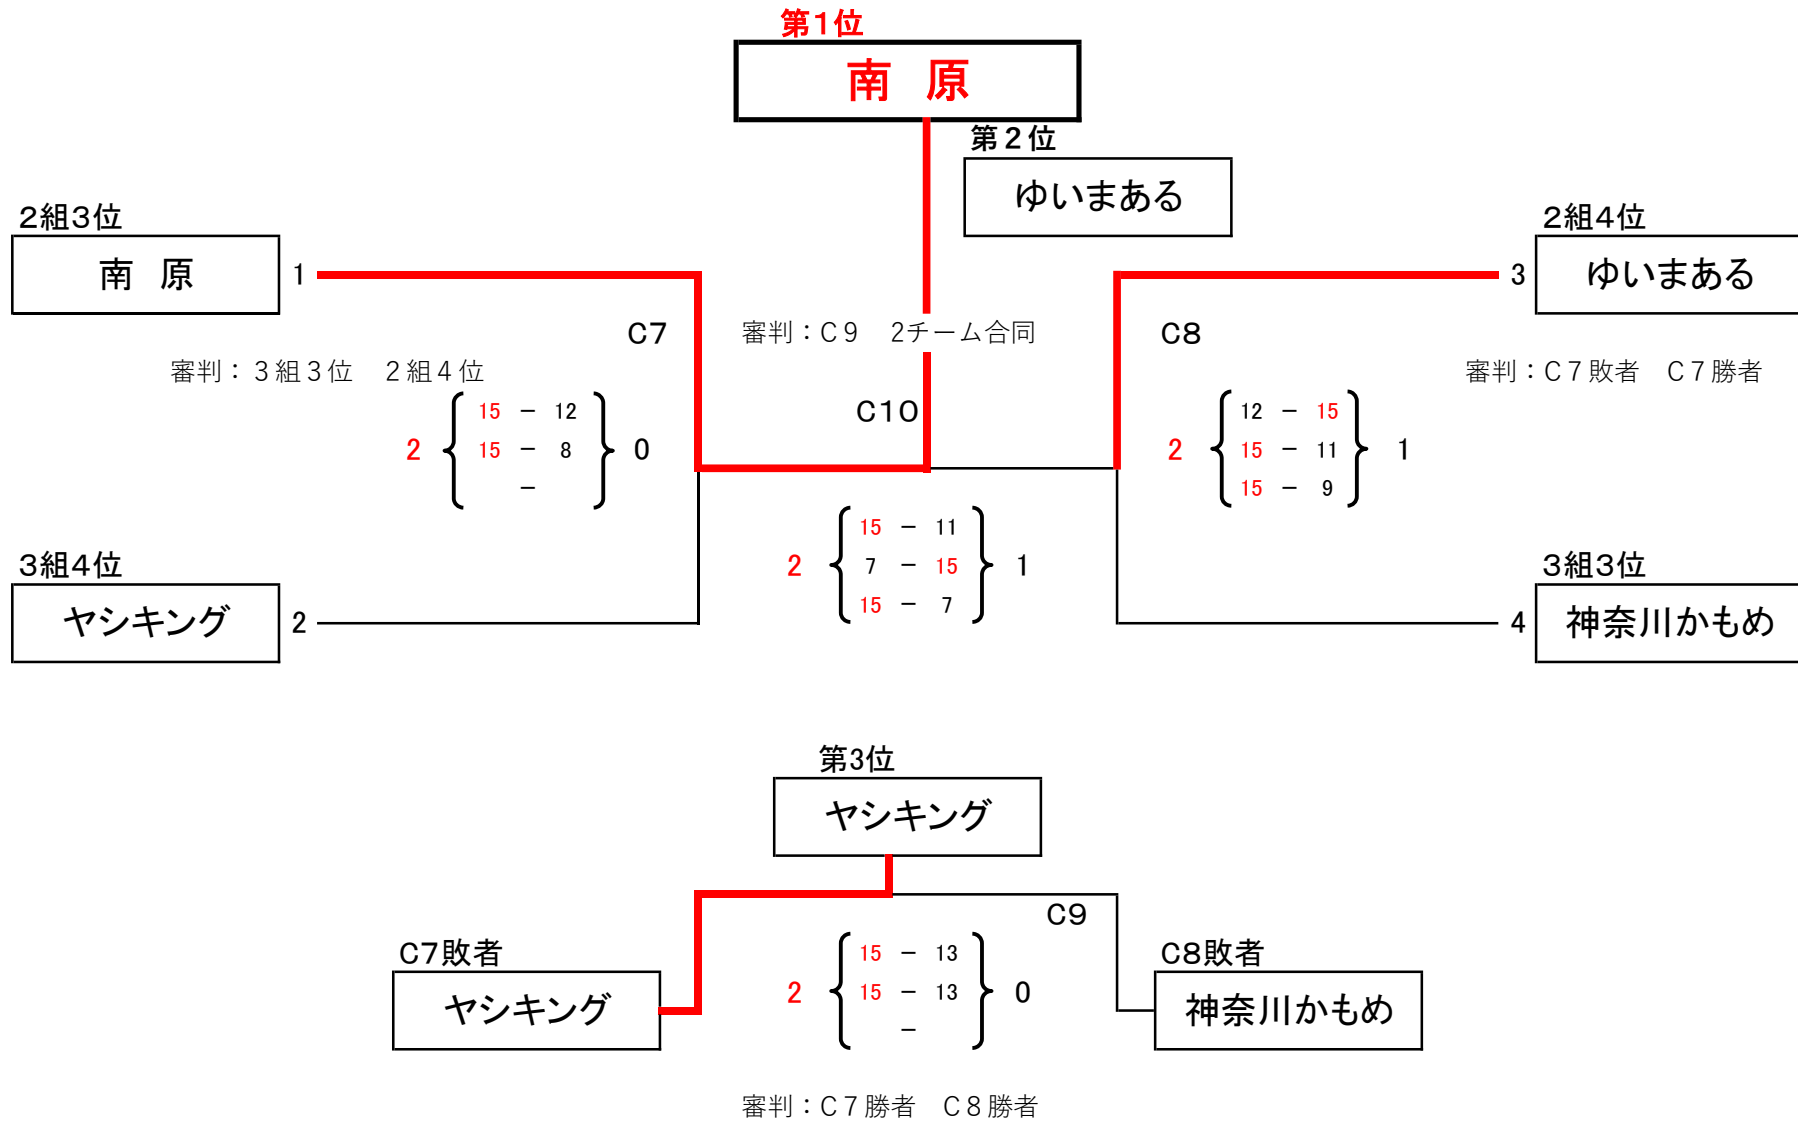 第1位
南　原
第２位
ゆいまある
2組3位
2組4位
南　原
1
3
ゆいまある
C7
審判：C９　2チーム合同
C8
審判：３組３位　２組４位
審判：C７敗者　C７勝者
C10
2 { 15 － 12 } 0
15 － 8
－
2 { 12 － 15 } 1
15 － 11
15 － 9
2 { 15 － 11 } 1
7 － 15
15 － 7
3組4位
3組3位
ヤシキング
2
4
神奈川かもめ
第3位
ヤシキング
C9
C7敗者
C8敗者
ヤシキング
2 { 15 － 13 } 0
15 － 13
－
神奈川かもめ
審判：C７勝者　C８勝者